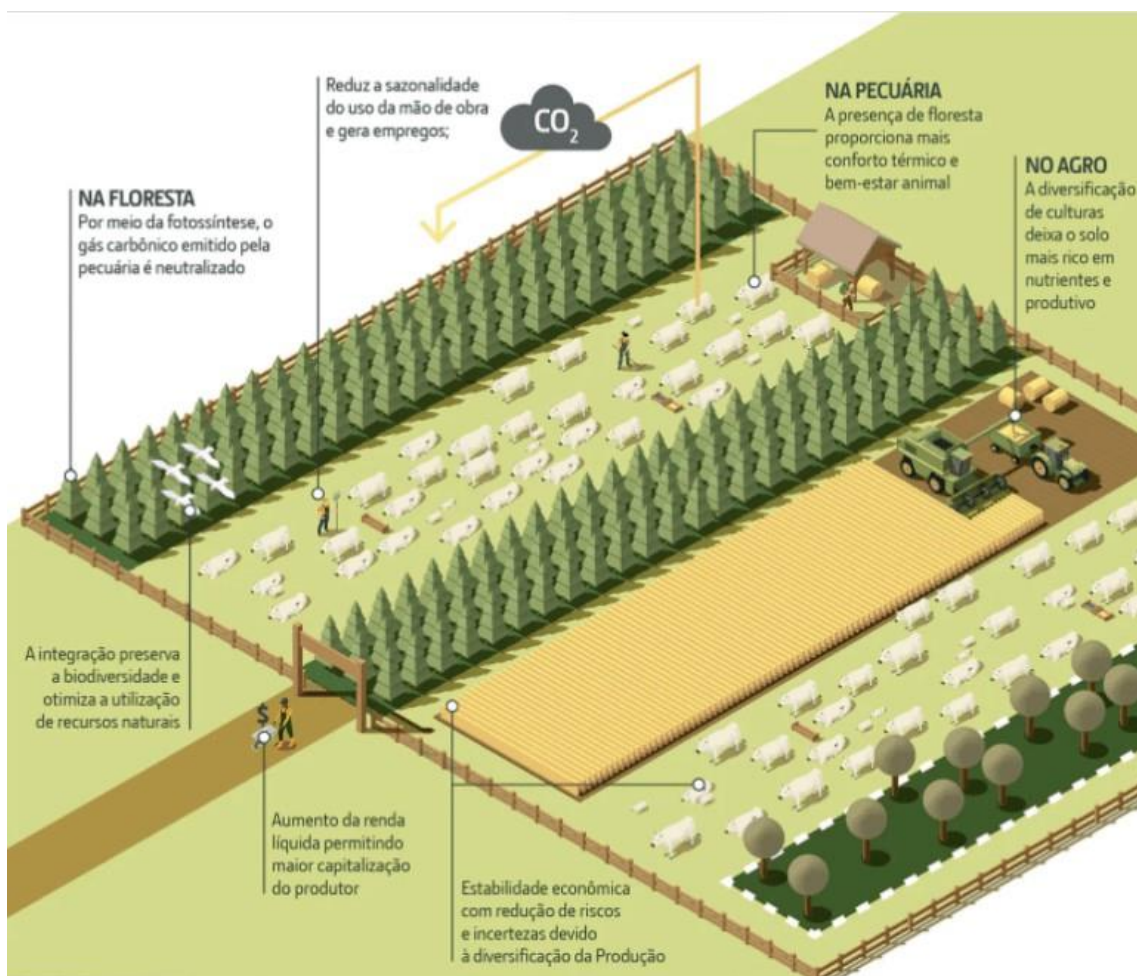 Reduz a sazonalidade
do uso da mão de obra
e gera empregos;
CO2
NA PECUÁRIA
A presença de floresta
proporciona mais
conforto térmico e
bem-estar animal
NO AGRO
A diversificação
de culturas
deixa o solo
mais rico em
nutrientes e
produtivo
NA FLORESTA
Por meio da fotossíntese, o
gás carbônico emitido pela
pecuária é neutralizado
A integração preserva
a biodiversidade e
otimiza a utilização
de recursos naturais
$
Aumento da renda
líquida permitindo
maior capitalização
do produtor
Estabilidade econômica
com redução de riscos
e incertezas devido
à diversificação da Produção